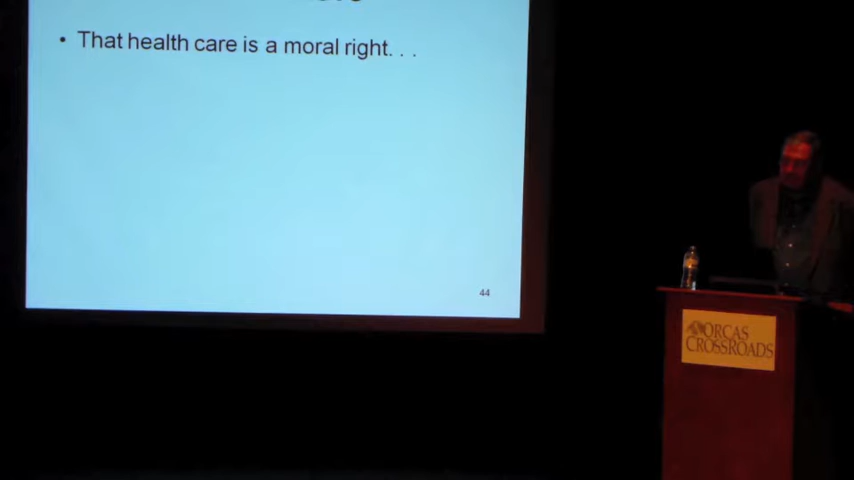 • That health care is a moral right. . .
44
ORCAS
CROSSROADS